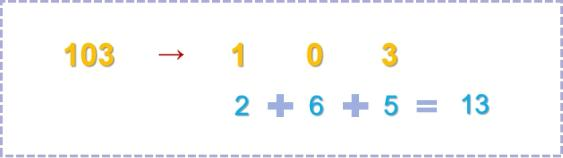 103 → 1 0 3
2 + 6 + 5 = 13